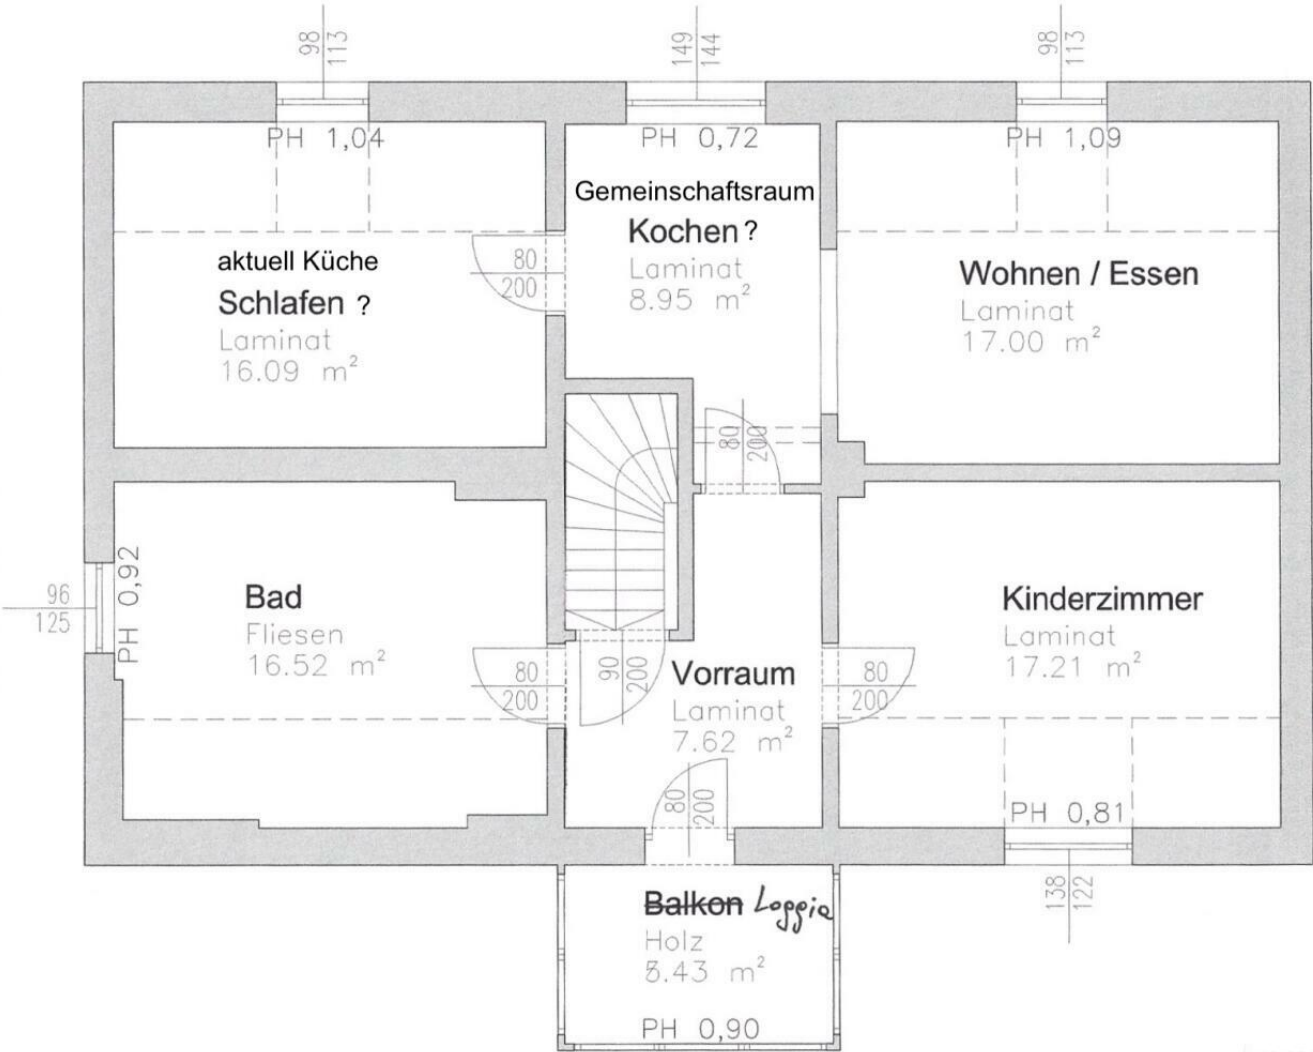 98
113
149
144
98
113
PH 1,04
PH 0,72
PH 1,09
Gemeinschaftsraum
Kochen ?
Laminat
8.95 m²
aktuell Küche
Schlafen ?
Laminat
16.09 m²
80
200
Wohnen / Essen
Laminat
17.00 m²
80
200
96
125
PH 0,92
Bad
Fliesen
16.52 m²
80
200
90
200
Vorraum
Laminat
7.62 m²
80
200
Kinderzimmer
Laminat
17.21 m²
80
200
PH 0,81
138
122
Balkon Loggia
Holz
m²
PH 0,90